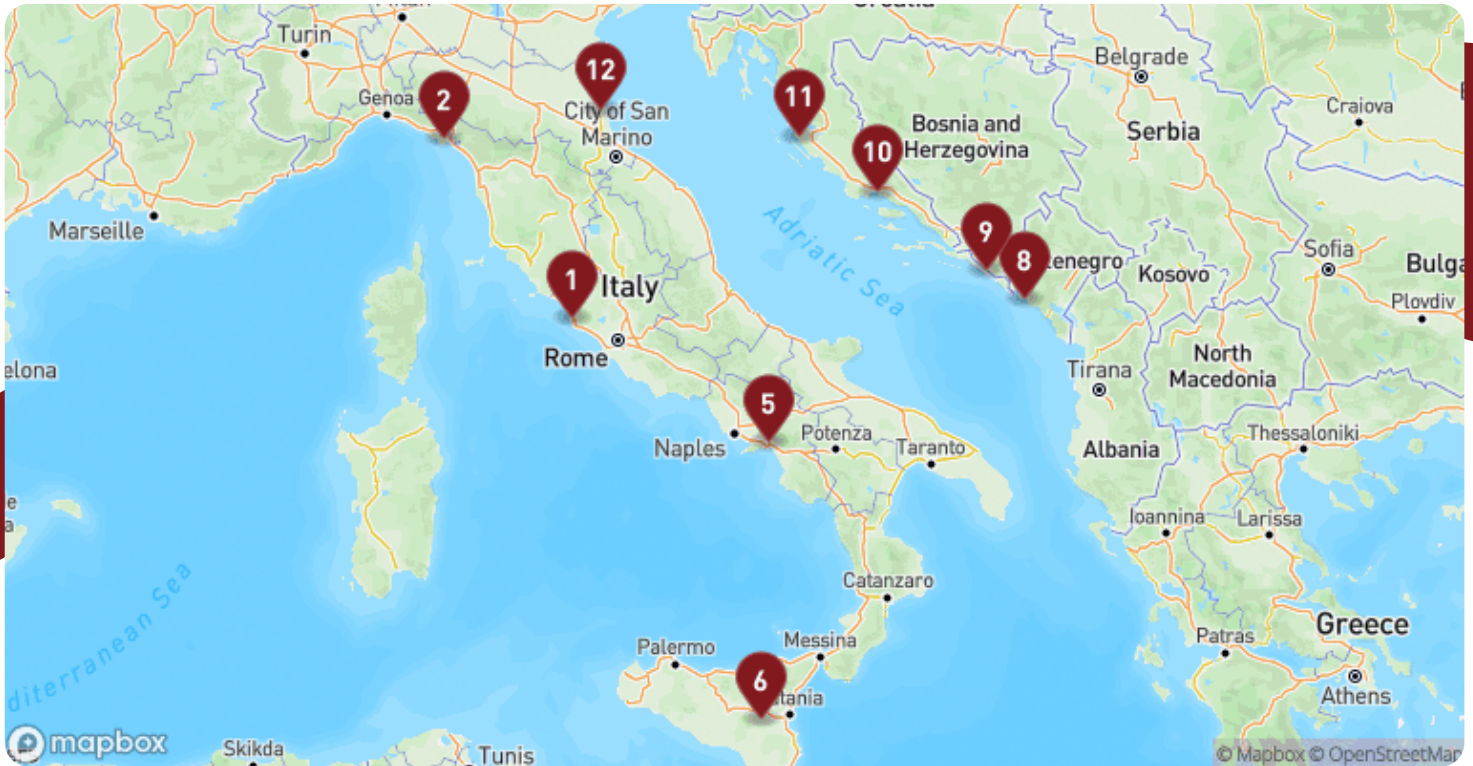 Croatia
Turin
Belgrade
12
2
Genoa
11
Craiova
City of San
Marino
Bosnia and
Herzegovina
Serbia
10
Marseille
Adriatic Sea
9
8
tenegro
Kosovo
Sofia
Bulga
1
Italy
Plovdiv
Rome
North
Macedonia
Tirana
elona
5
Naples
Potenza
Taranto
Albania
Thessaloniki
e
a
Ioannina
Larissa
Catanzaro
diterranean Sea
Palermo
Messina
Patras
Greece
6
tania
Athens
mapbox
Skikda
Tunis
© Mapbox © OpenStreetMap